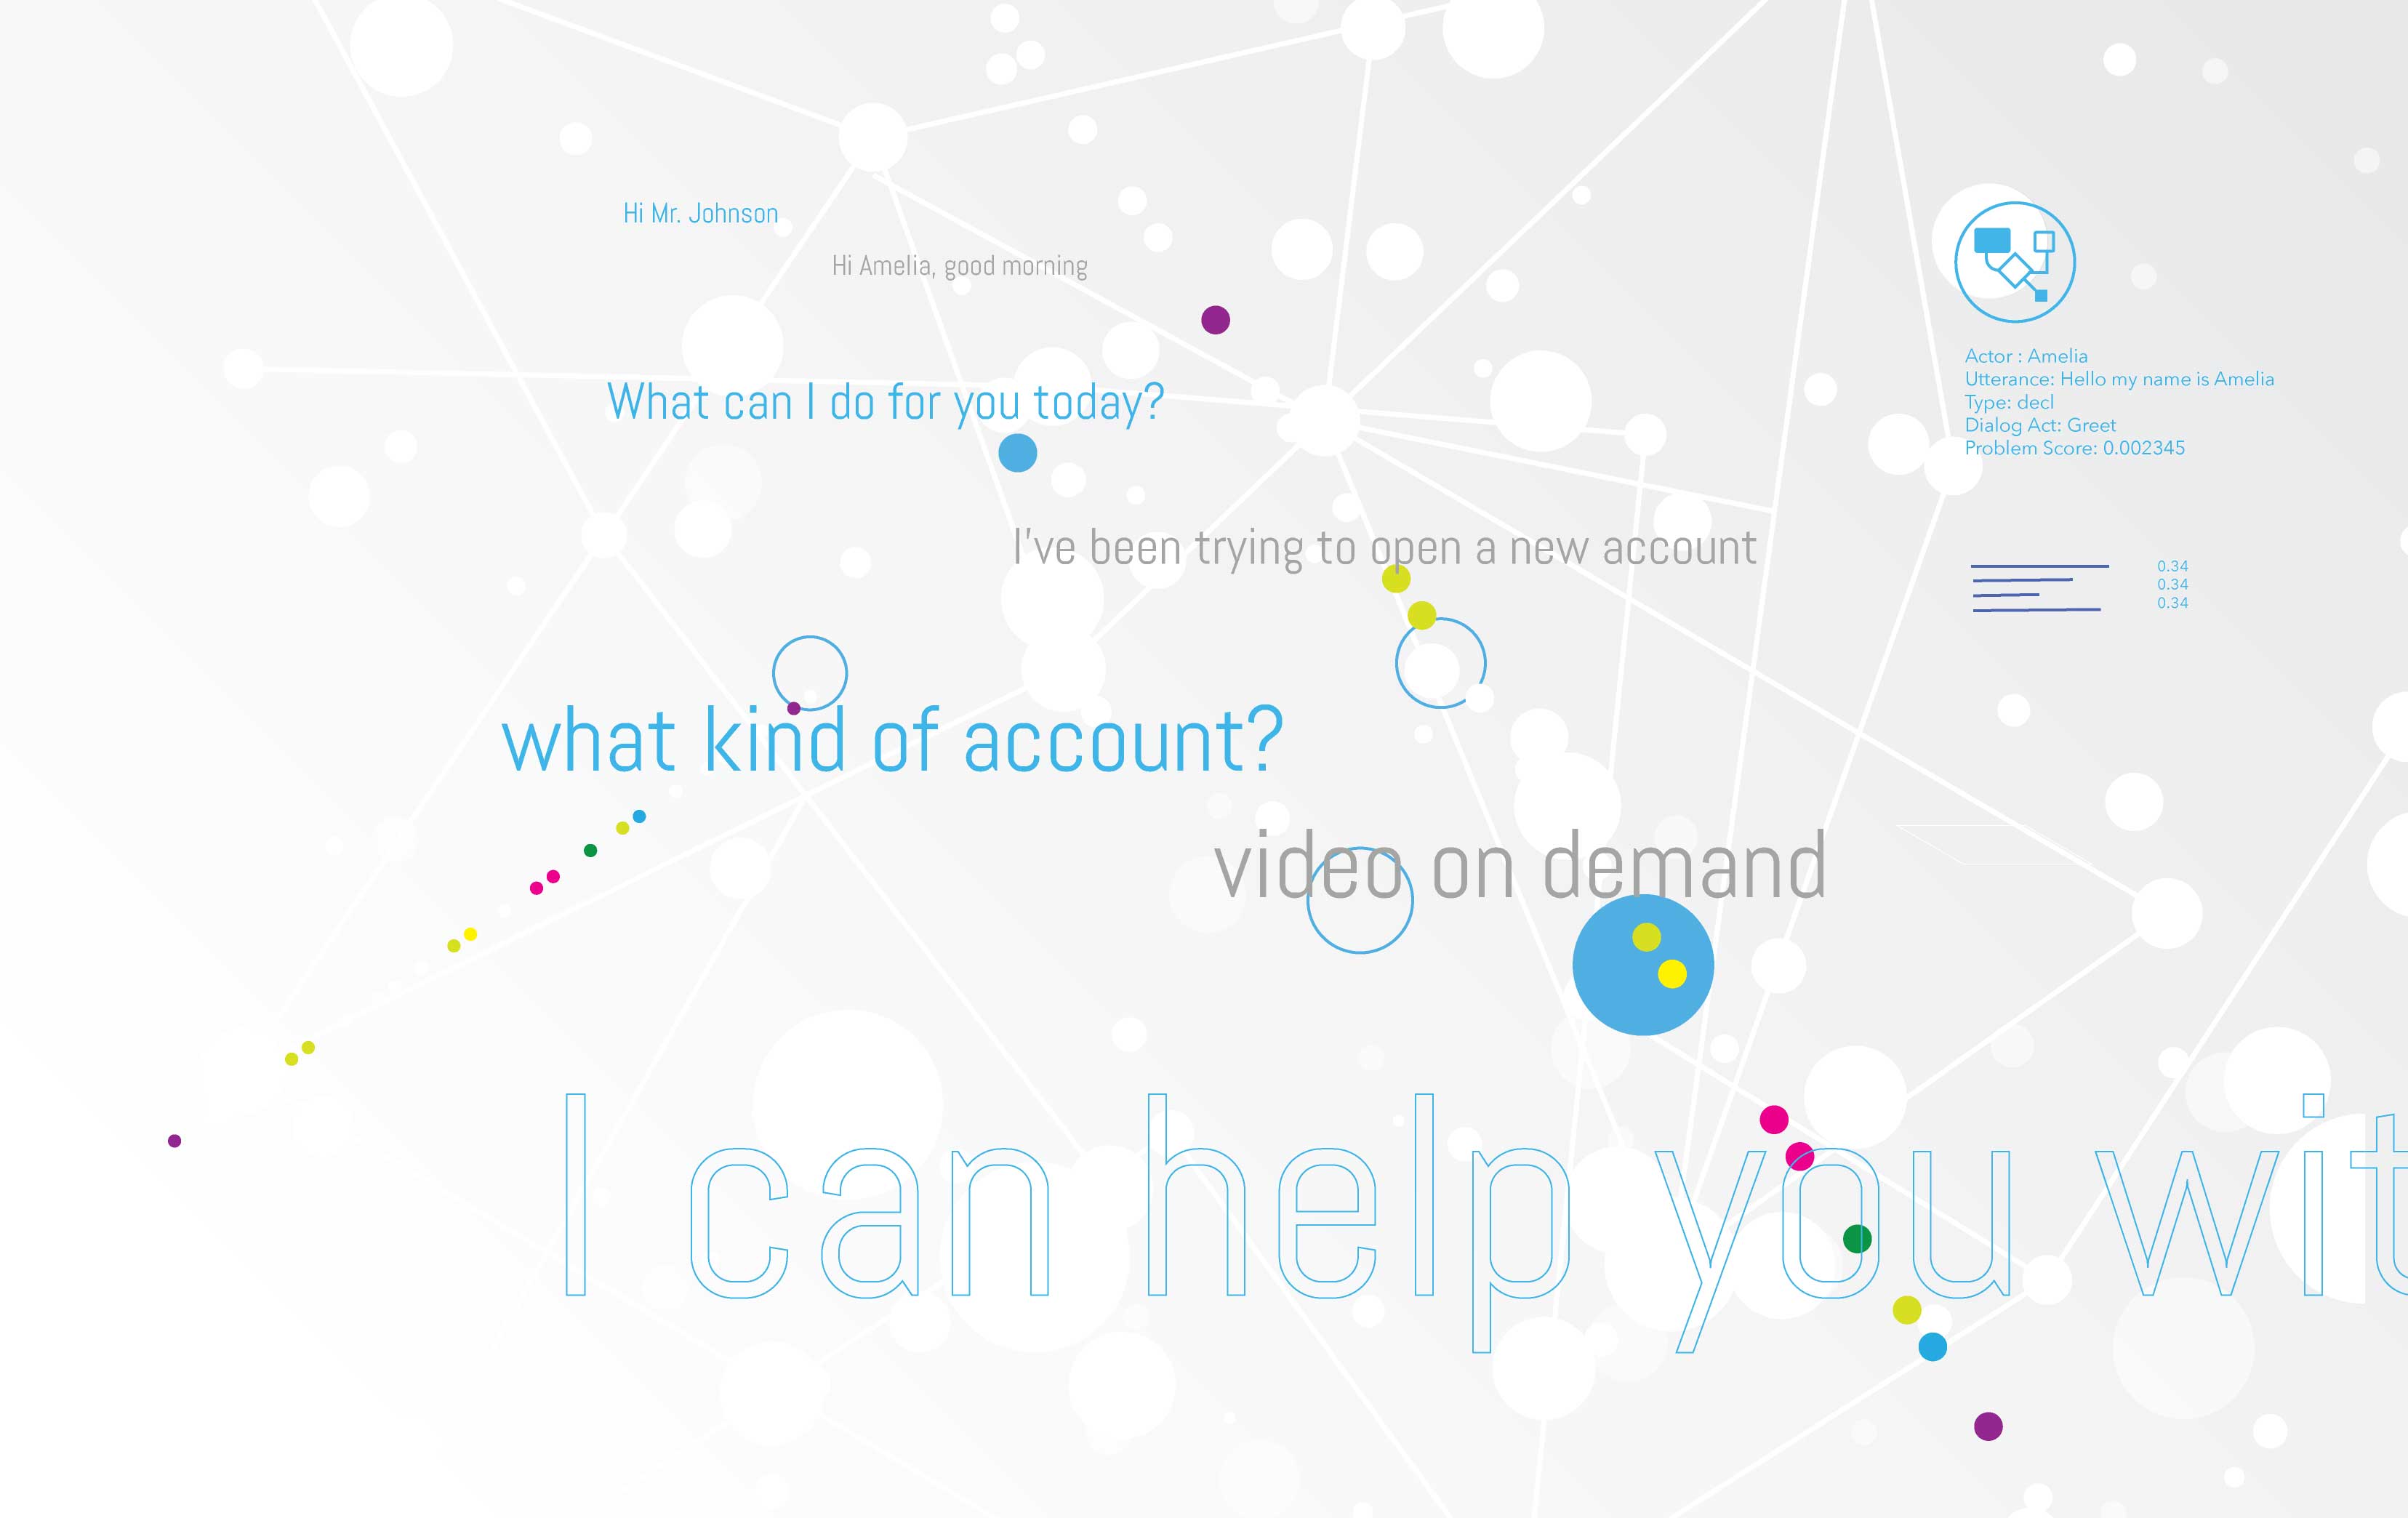 Hi Mr. Johnson
Hi Amelia, good morning
What can I do for you today?
I've been trying to open a new account
what kind of account?
video on demand
I can help you wit
Actor : Amelia
Utterance: Hello my name is Amelia
Type: decl
Dialog Act: Greet
Problem Score: 0.002345
0.34
0.34
0.34